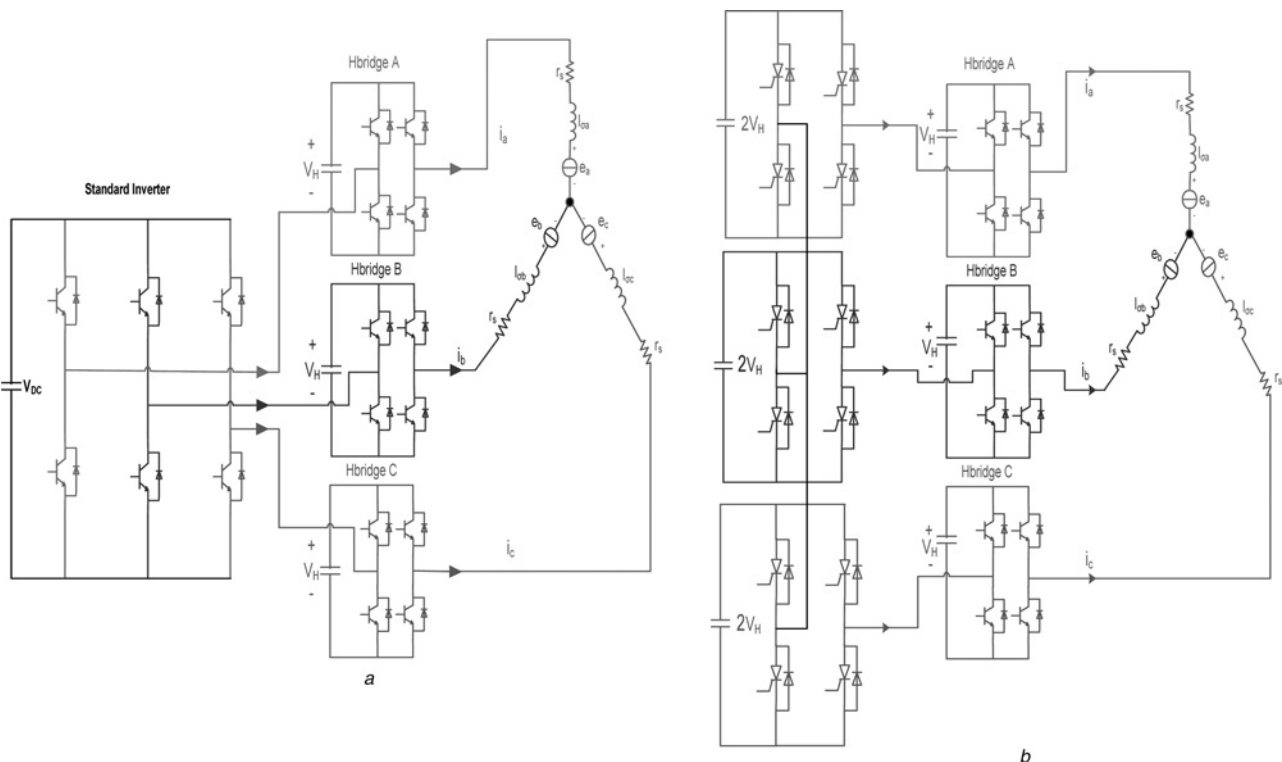 Standard Inverter
V_DC
Hbridge A
+
V_H
-
i_a
r_s
l_σa
+
e_a
-
Hbridge B
+
V_H
-
i_b
r_s
l_σb
+
e_b
-
-
e_c
+
l_σc
r_s
Hbridge C
+
V_H
-
i_c
a
2V_H
Hbridge A
+
V_H
-
i_a
r_s
l_σa
+
e_a
-
2V_H
Hbridge B
+
V_H
-
i_b
r_s
l_σb
+
e_b
-
-
e_c
+
l_σc
r_s
2V_H
Hbridge C
+
V_H
-
i_c
b